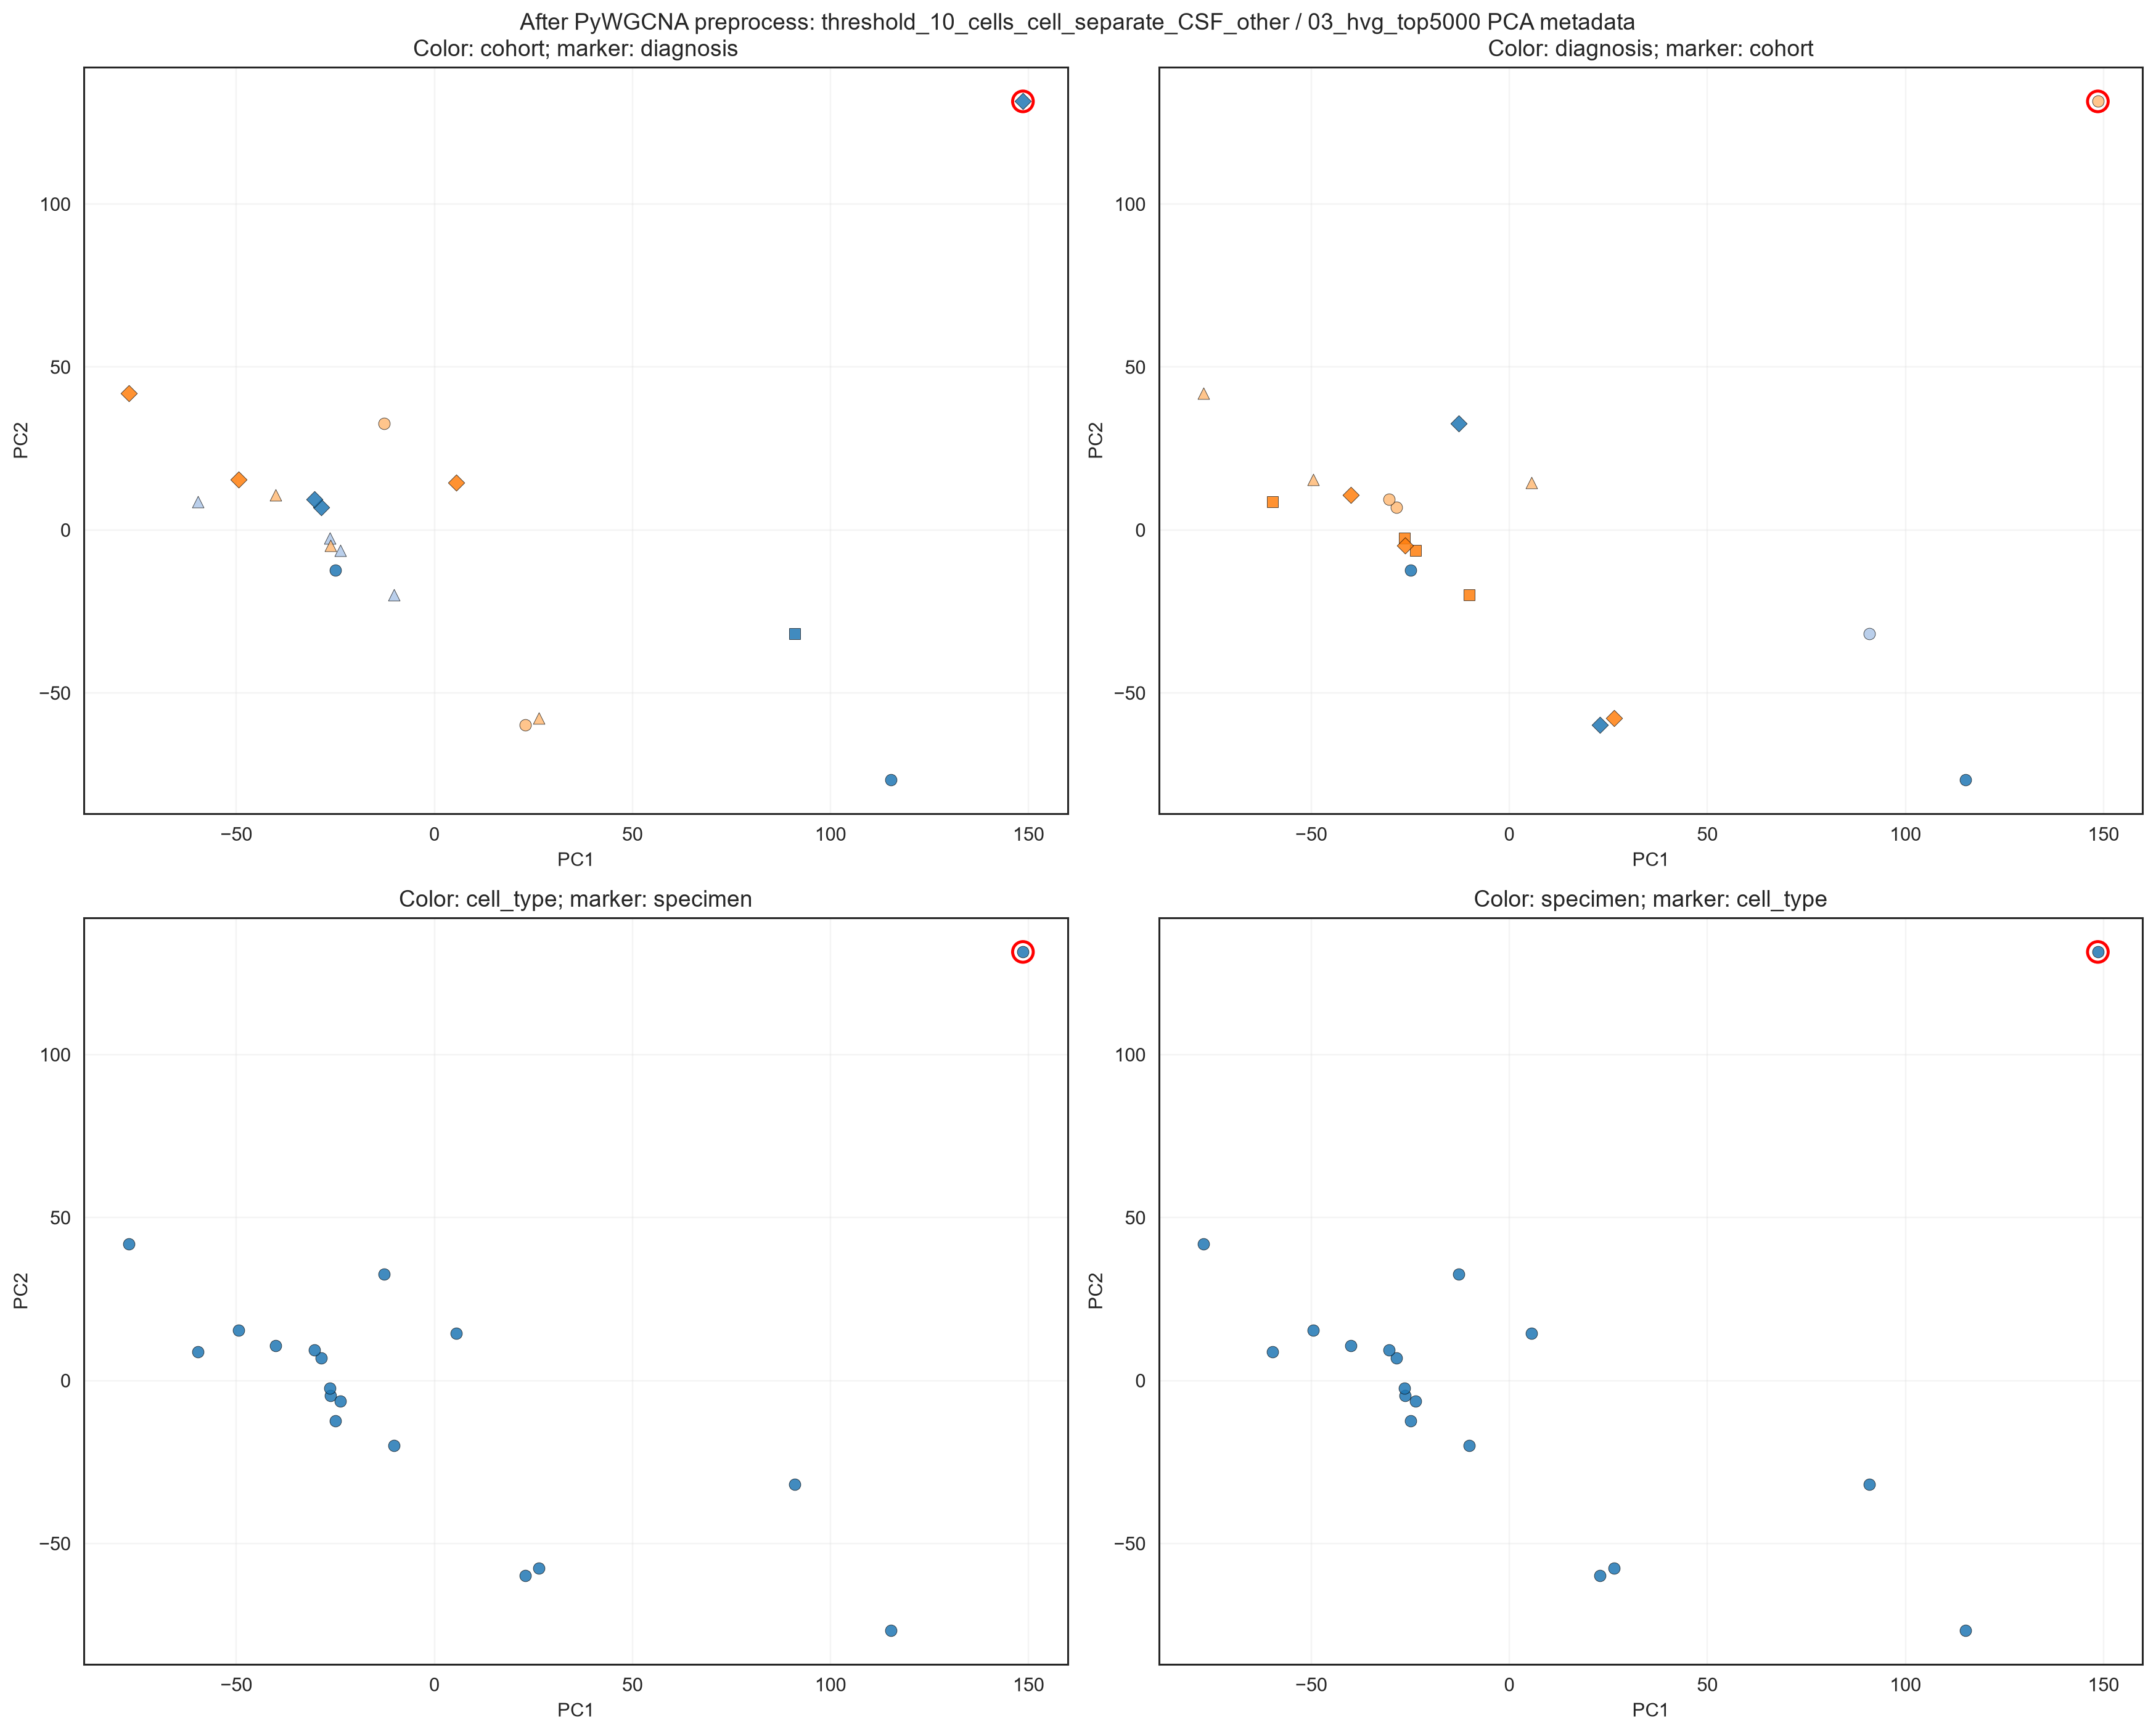 After PyWGCNA preprocess: threshold_10_cells_cell_separate_CSF_other / 03_hvg_top5000 PCA metadata
Color: cohort; marker: diagnosis
100
50
0
−50
PC2
−50 0 50 100 150
PC1
Color: diagnosis; marker: cohort
100
50
0
−50
PC2
−50 0 50 100 150
PC1
Color: cell_type; marker: specimen
100
50
0
−50
PC2
−50 0 50 100 150
PC1
Color: specimen; marker: cell_type
100
50
0
−50
PC2
−50 0 50 100 150
PC1